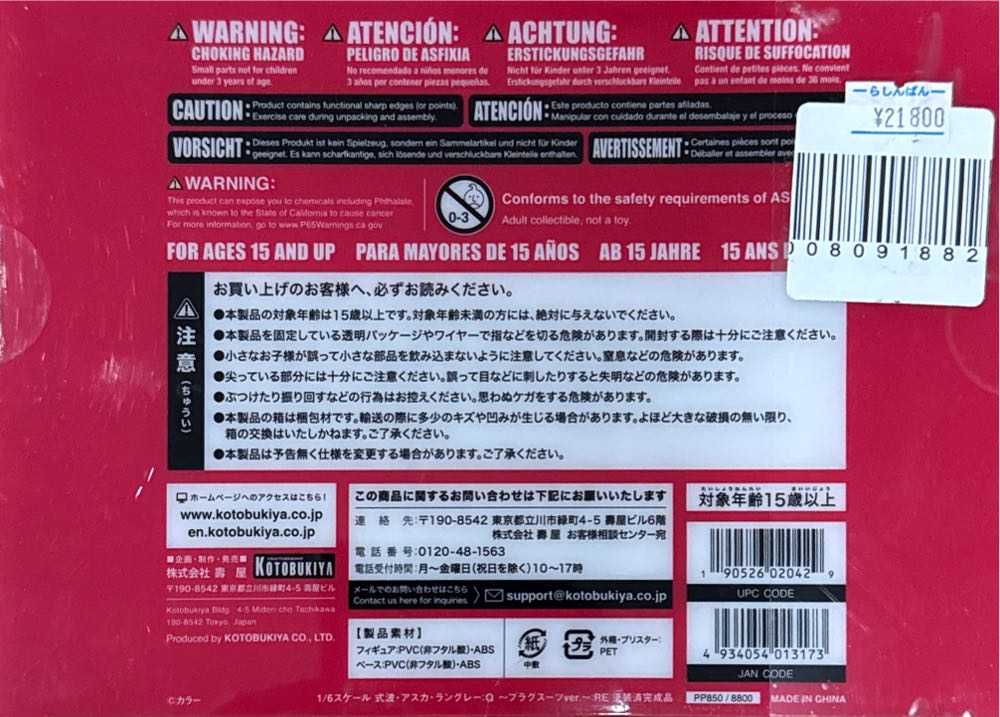 WARNING:
CHOKING HAZARD
Small parts not for children
under 3 years of age.
ATENCIÓN:
PELIGRO DE ASFIXIA
No recomendado a niños menores de
3 años por contener piezas pequeñas.
ACHTUNG:
ERSTICKUNGSGEFAHR
Nicht für Kinder unter 3 Jahren geeignet.
Erstickungsgefahr durch verschluckbare Kleinteile.
ATTENTION:
RISQUE DE SUFFOCATION
Contient de petites pièces. Ne convient
pas à un enfant de moins de 36 mois.
CAUTION
• Product contains functional sharp edges (or points).
• Exercise care during unpacking and assembly.
ATENCIÓN
• Este producto contiene partes afiladas.
• Manipular con cuidado durante el desembalaje y el proceso
VORSICHT
• Dieses Produkt ist kein Spielzeug, sondern ein Sammelartikel und nicht für Kinder
geeignet. Es kann scharfkantige, sich lösende und verschluckbare Kleinteile enthalten.
AVERTISSEMENT
• Certaines pièces sont
• Déballer et assembler
らしんばん
¥21800
008091882
WARNING:
This product can expose you to chemicals including Phthalate,
which is known to the State of California to cause cancer
For more information, go to www.P65Warnings.ca.gov
0-3
Conforms to the safety requirements of AS
Adult collectible, not a toy.
FOR AGES 15 AND UP PARA MAYORES DE 15 AÑOS AB 15 JAHRE 15 ANS
注意
(ちゅうい)
お買い上げのお客様へ、必ずお読みください。
●本製品の対象年齢は15歳以上です。対象年齢未満の方には、絶対に与えないでください。
●本製品を固定している透明パッケージやワイヤーで指などを切る危険があります。開封する際は十分にご注意ください。
●小さなお子様が誤って小さな部品を飲み込まないように注意してください。窒息などの危険があります。
●尖っている部分には十分にご注意ください。誤って目などに刺したりすると失明などの危険があります。
●ぶつけたり振り回すなどの行為はお控えください。思わぬケガをする危険があります。
●本製品の箱は梱包材です。輸送の際に多少のキズや凹みが生じる場合があります。よほど大きな破損の無い限り、
箱の交換はいたしかねます。ご了承ください。
●本製品は予告無く仕様を変更する場合があります。ご了承ください。
ホームページへのアクセスはこちら!
www.kotobukiya.co.jp
en.kotobukiya.co.jp
■企画・制作・発売■
株式会社 壽 屋
KOTOBUKIYA
〒190-8542 東京都立川市緑町4-5 壽屋ビル
Kotobukiya Bldg. 4-5 Midori-cho Tachikawa
190-8542 Tokyo. Japan
Produced by KOTOBUKIYA CO., LTD.
Cカラー
この商品に関するお問い合わせは下記にお願いいたします
連 絡 先:〒190-8542 東京都立川市緑町4-5 壽屋ビル6階
株式会社 壽 屋 お客様相談センター宛
電 話 番 号:0120-48-1563
電話受付時間:月〜金曜日(祝日を除く)10〜17時
メールでのお問い合わせはこちら
Contact us here for inquiries.
support@kotobukiya.co.jp
【製品素材】
フィギュア:PVC(非フタル酸)・ABS
ベース:PVC(非フタル酸)・ABS
紙
中敷
プラ
外箱・ブリスター:
PET
たいしょうねんれい さいいじょう
対象年齢15歳以上
1 90526 02042 9
UPC CODE
4 934054 013173
JAN CODE
1/6スケール 式波・アスカ・ラングレー:Q 〜プラグスーツver.〜:RE 塗装済完成品
PP850 / 8800
MADE IN CHINA